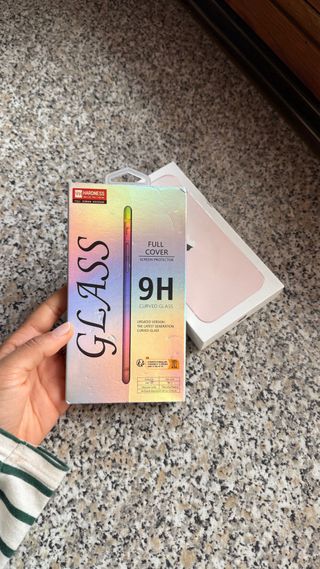 9H HARDNESS
GLASS
FULL
COVER
SCREEN PROTECTOR
9H
CURVED GLASS
UPDATED VERSION
THE LATEST GENERATION
CURVED GLASS